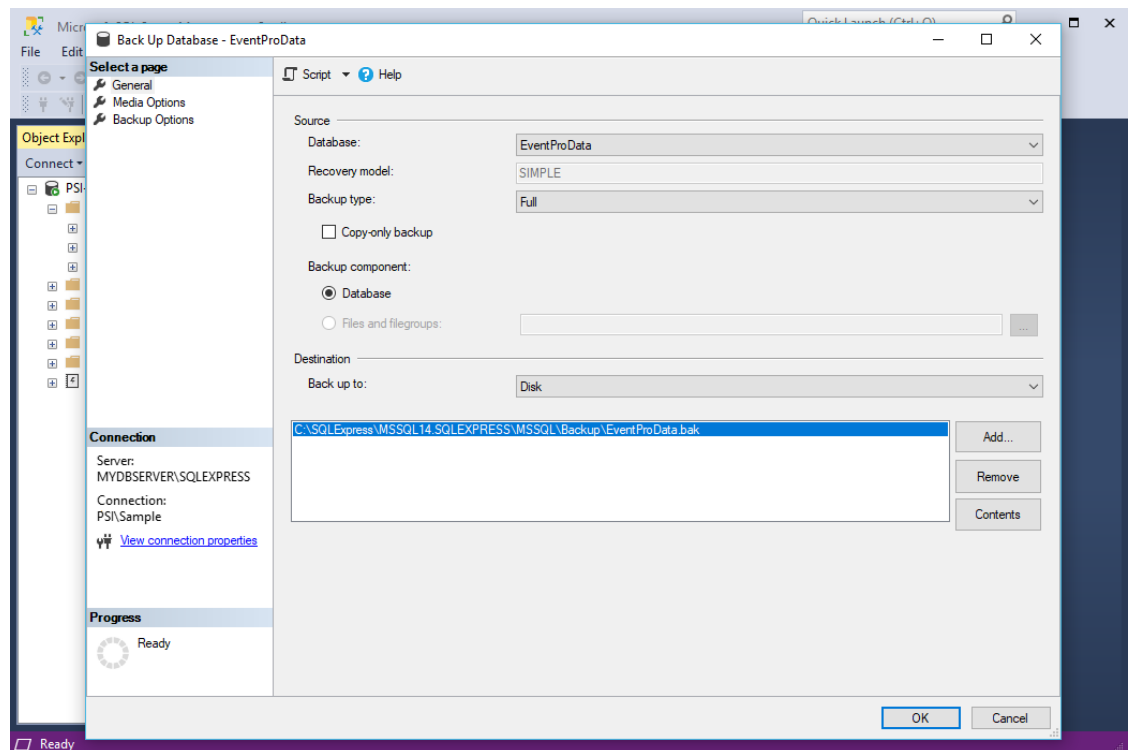 Quick Launch (Ctrl+Q)
File Edit
Object Expl
Connect
PSI-
Ready
Back Up Database - EventProData
Select a page
General
Media Options
Backup Options
Script Help
Source
Database: EventProData
Recovery model: SIMPLE
Backup type: Full
Copy-only backup
Backup component:
Database
Files and filegroups: ...
Destination
Back up to: Disk
C:\SQLExpress\MSSQL14.SQLEXPRESS\MSSQL\Backup\EventProData.bak
Add...
Remove
Contents
Connection
Server:
MYDBSERVER\SQLEXPRESS
Connection:
PSI\Sample
View connection properties
Progress
Ready
OK Cancel